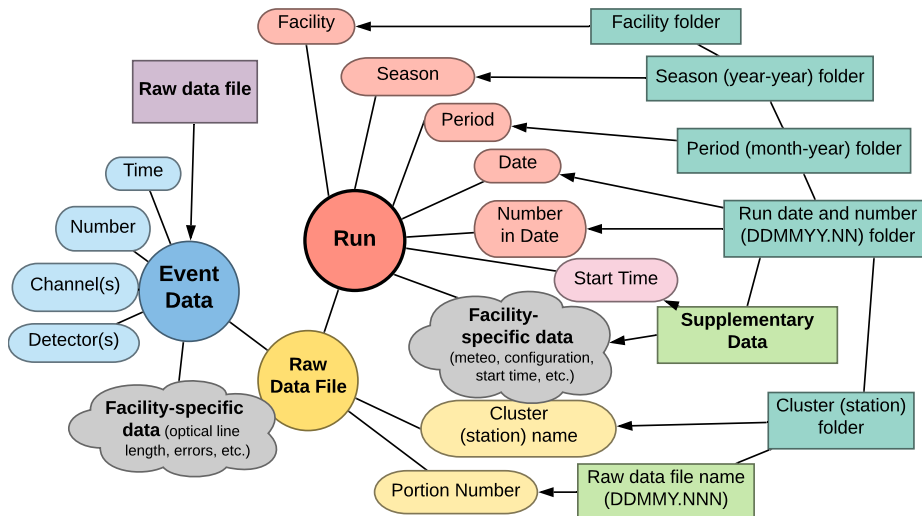 Facility
Facility folder
Season
Season (year-year) folder
Raw data file
Period
Period (month-year) folder
Time
Date
Number
Number
in Date
Run date and number
(DDMMYY.NN) folder
Run
Event
Data
Channel(s)
Start Time
Detector(s)
Facility-
specific data
(meteo, configuration,
start time, etc.)
Supplementary
Data
Raw
Data File
Facility-specific
data (optical line
length, errors, etc.)
Cluster
(station) name
Cluster (station)
folder
Portion Number
Raw data file name
(DDMMY.NNN)